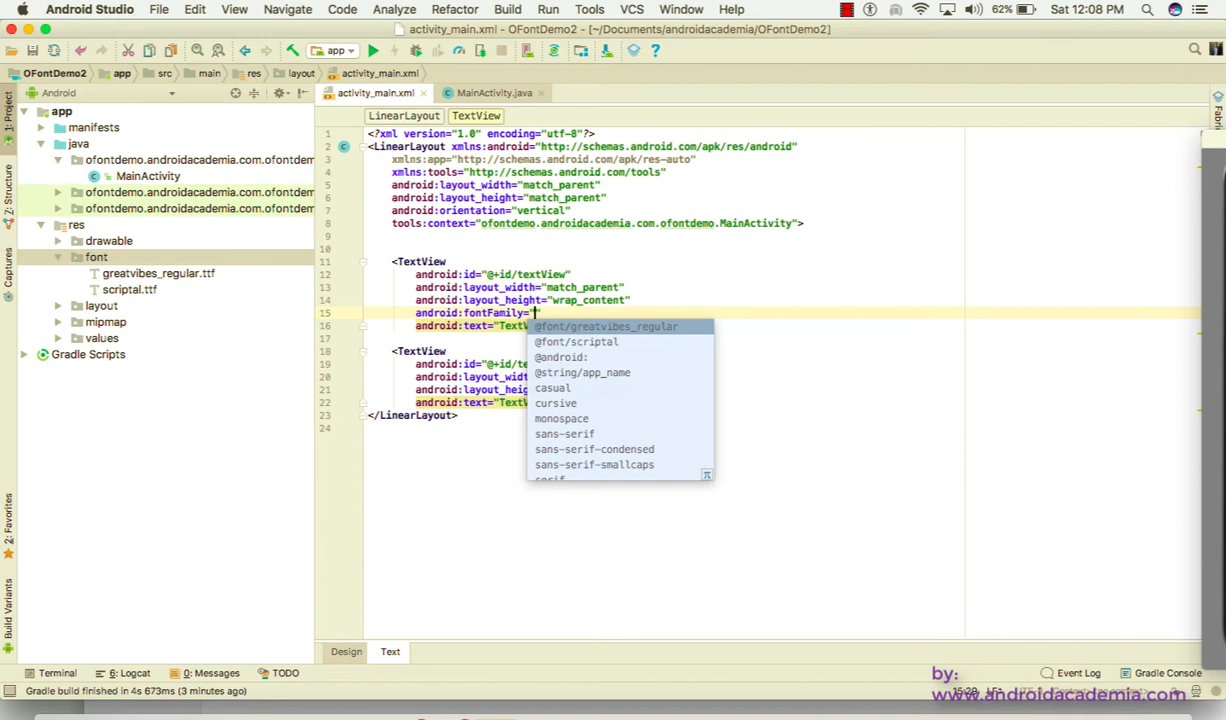 Android Studio File Edit View Navigate Code Analyze Refactor Build Run Tools VCS Window Help 62% Sat 12:08 PM
activity_main.xml - OFontDemo2 - [~/Documents/androidacademia/OFontDemo2]
app
OFontDemo2 app src main res layout activity_main.xml
Android
activity_main.xml MainActivity.java
1: Project
Z: Structure
Captures
2: Favorites
Build Variants
app
manifests
java
ofontdemo.androidacademia.com.ofontdem
MainActivity
ofontdemo.androidacademia.com.ofontdem
ofontdemo.androidacademia.com.ofontdem
res
drawable
font
greatvibes_regular.ttf
scriptal.ttf
layout
mipmap
values
Gradle Scripts
LinearLayout TextView
1 <?xml version="1.0" encoding="utf-8"?>
2 <LinearLayout xmlns:android="http://schemas.android.com/apk/res/android"
3 xmlns:app="http://schemas.android.com/apk/res-auto"
4 xmlns:tools="http://schemas.android.com/tools"
5 android:layout_width="match_parent"
6 android:layout_height="match_parent"
7 android:orientation="vertical"
8 tools:context="ofontdemo.androidacademia.com.ofontdemo.MainActivity">
9
10
11 <TextView
12 android:id="@+id/textView"
13 android:layout_width="match_parent"
14 android:layout_height="wrap_content"
15 android:fontFamily=""
16 android:text="TextV
17
18 <TextView
19 android:id="@+id/te
20 android:layout_widt
21 android:layout_heig
22 android:text="TextV
23 </LinearLayout>
24
@font/greatvibes_regular
@font/scriptal
@android:
@string/app_name
casual
cursive
monospace
sans-serif
sans-serif-condensed
sans-serif-smallcaps
serif
π
Design Text
Terminal 6: Logcat 0: Messages TODO Event Log Gradle Console
Gradle build finished in 4s 673ms (3 minutes ago)
by:
www.androidacademia.com